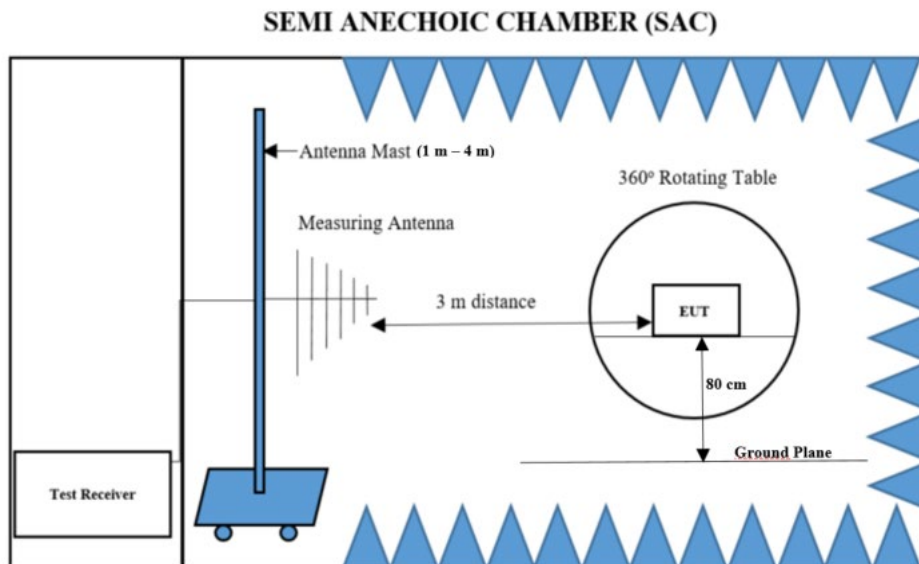 SEMI ANECHOIC CHAMBER (SAC)
Antenna Mast (1 m – 4 m)
360º Rotating Table
Measuring Antenna
3 m distance
EUT
80 cm
Ground Plane
Test Receiver